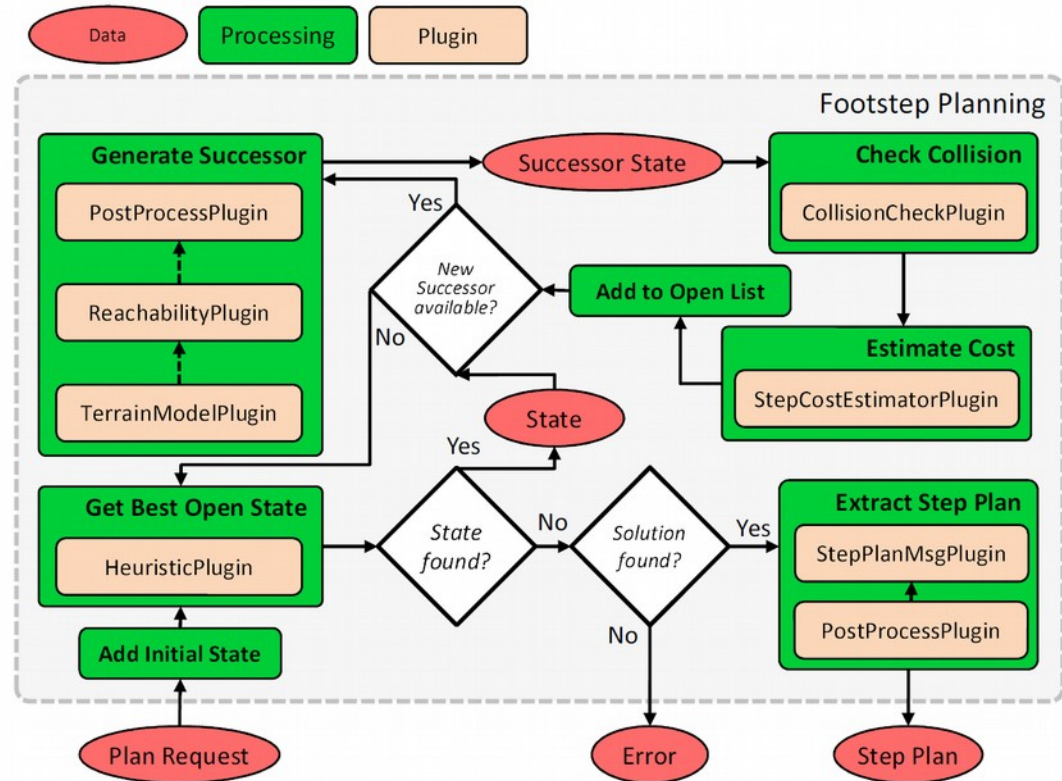 Data
Processing
Plugin
Footstep Planning
Generate Successor
PostProcessPlugin
ReachabilityPlugin
TerrainModelPlugin
Successor State
Check Collision
CollisionCheckPlugin
Yes
New
Successor
available?
No
Add to Open List
Estimate Cost
StepCostEstimatorPlugin
State
Yes
Get Best Open State
HeuristicPlugin
State
found?
No
Solution
found?
Yes
No
Extract Step Plan
StepPlanMsgPlugin
PostProcessPlugin
Add Initial State
Plan Request
Error
Step Plan